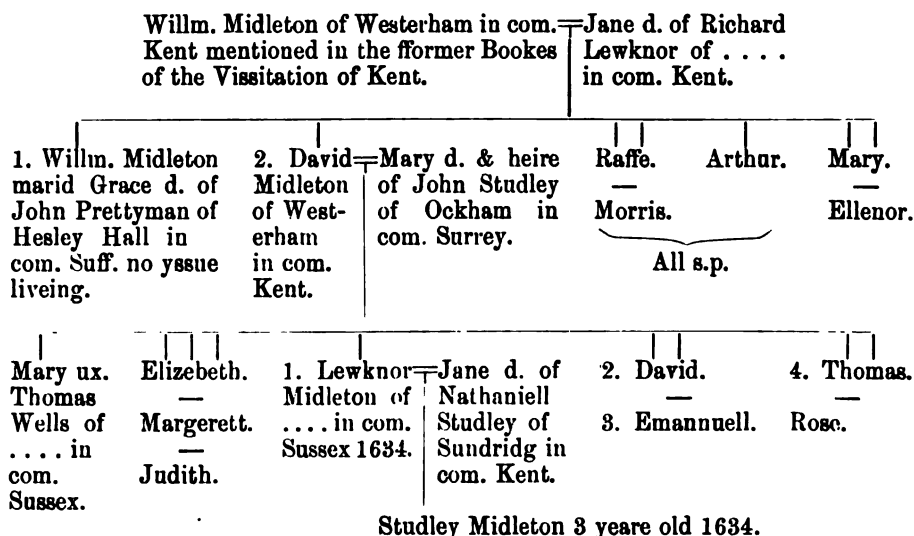 Willm. Midleton of Westerham in com.
Kent mentioned in the fformer Bookes
of the Vissitation of Kent.
Jane d. of Richard
Lewknor of . . . .
in com. Kent.
1. Willm. Midleton
marid Grace d. of
John Prettyman of
Hesley Hall in
com. Suff. no yssue
liveing.
2. David
Midleton
of West-
erham
in com.
Kent.
Mary d. & heire
of John Studley
of Ockham in
com. Surrey.
Raffe.
Morris.
Arthur.
All s.p.
Mary.
Ellenor.
Mary ux.
Thomas
Wells of
. . . . in
com.
Sussex.
Elizebeth.
Margerett.
Judith.
1. Lewknor
Midleton of
. . . . in com.
Sussex 1634.
Jane d. of
Nathaniell
Studley of
Sundridg in
com. Kent.
2. David.
3. Emannuell.
4. Thomas.
Rose.
Studley Midleton 3 yeare old 1634.